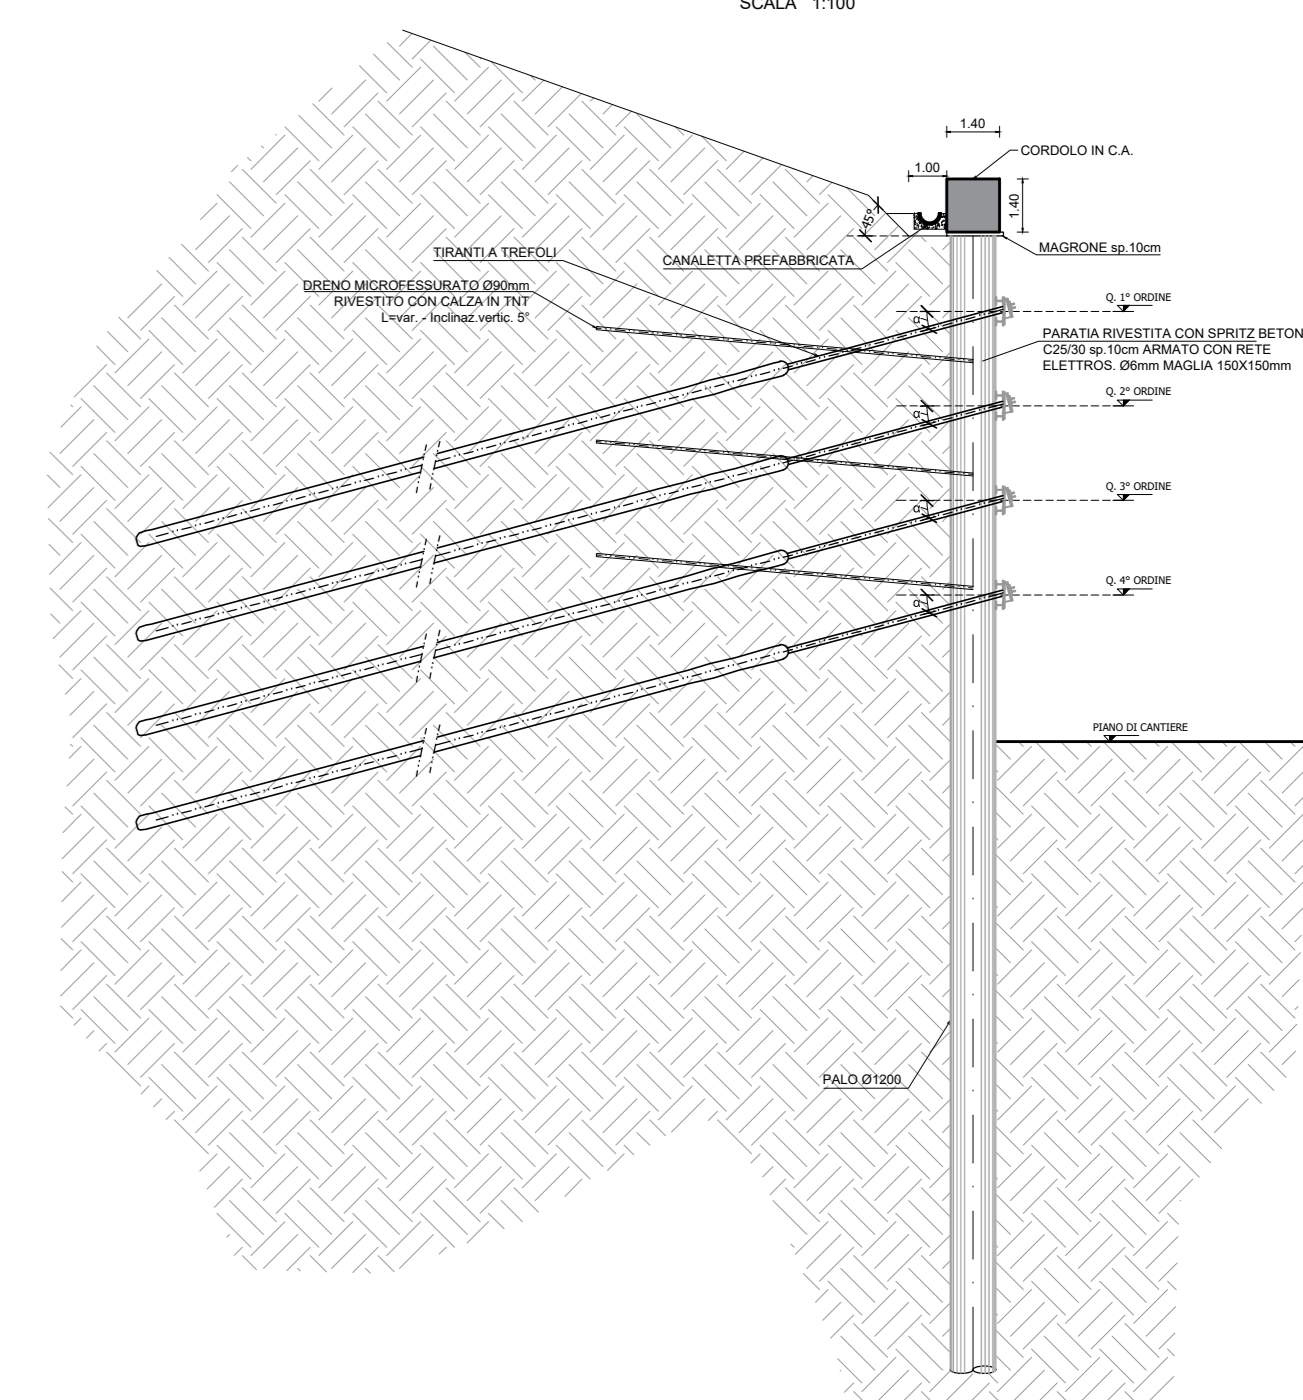 SCALA 1:100
1.40
CORDOLO IN C.A.
1.00
1.40
45°
MAGRONE sp.10cm
TIRANTI A TREFOLI
CANALETTA PREFABBRICATA
DRENO MICROFESSURATO Ø90mm
RIVESTITO CON CALZA IN TNT
L=var. - Inclinaz.vertic. 5°
Q. 1° ORDINE
α
PARATIA RIVESTITA CON SPRITZ BETON
C25/30 sp.10cm ARMATO CON RETE
ELETTROS. Ø6mm MAGLIA 150X150mm
Q. 2° ORDINE
α
Q. 3° ORDINE
α
Q. 4° ORDINE
α
PIANO DI CANTIERE
PALO Ø1200